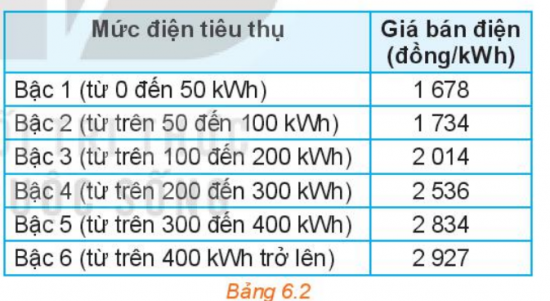 Mức điện tiêu thụ Giá bán điện
(đồng/kWh)
Bậc 1 (từ 0 đến 50 kWh) 1 678
Bậc 2 (từ trên 50 đến 100 kWh) 1 734
Bậc 3 (từ trên 100 đến 200 kWh) 2 014
Bậc 4 (từ trên 200 đến 300 kWh) 2 536
Bậc 5 (từ trên 300 đến 400 kWh) 2 834
Bậc 6 (từ trên 400 kWh trở lên) 2 927
Bảng 6.2